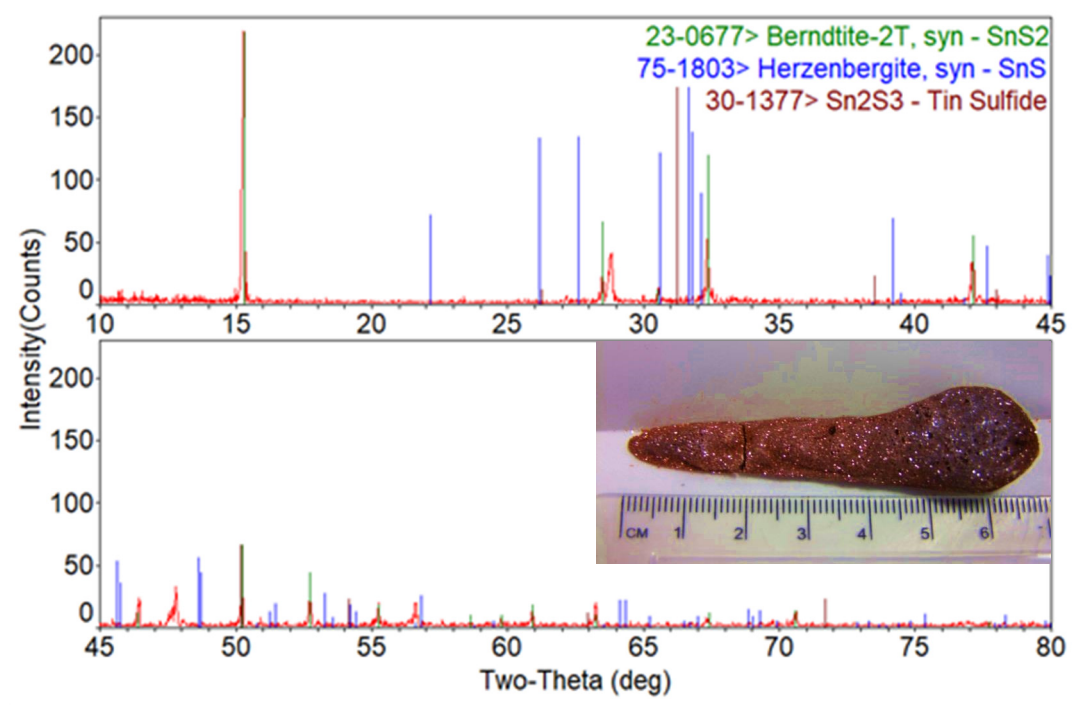 23-0677> Berndtite-2T, syn - SnS2
75-1803> Herzenbergite, syn - SnS
30-1377> Sn2S3 - Tin Sulfide
200
150
100
50
0
10 15 20 25 30 35 40 45
Intensity(Counts)
200
150
100
50
0
CM 1 2 3 4 5 6
45 50 55 60 65 70 75 80
Two-Theta (deg)